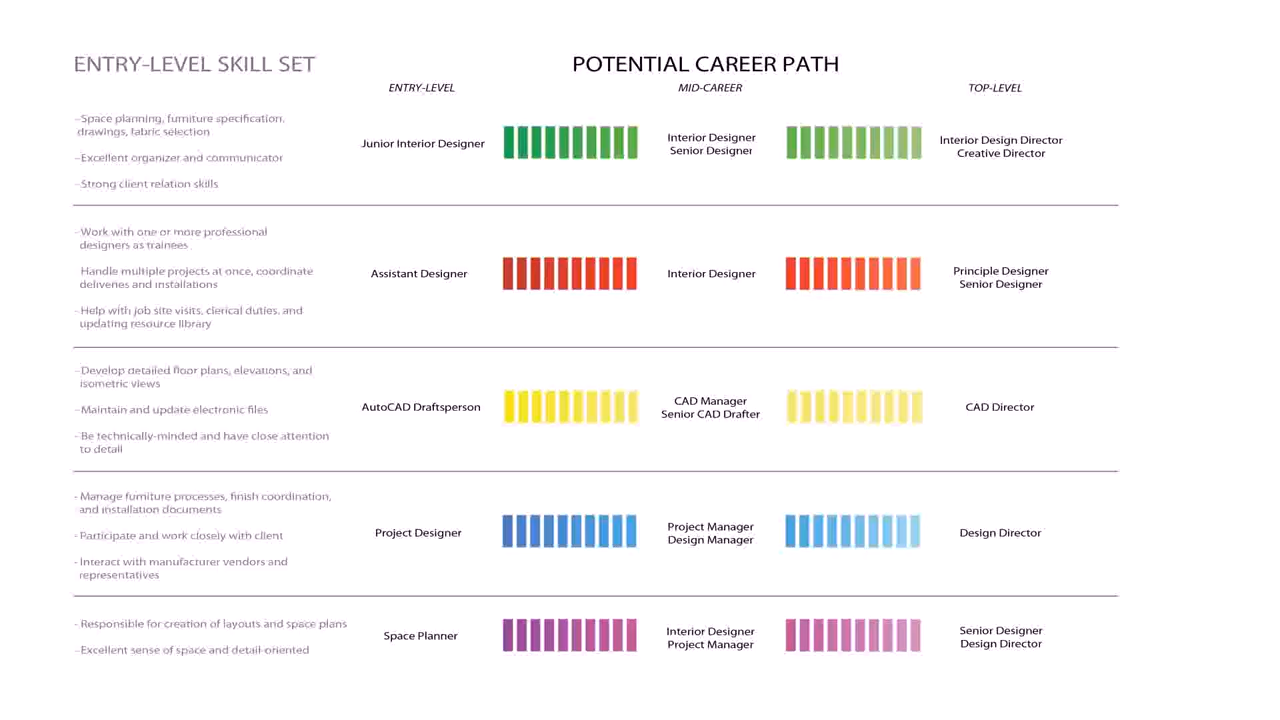 ENTRY-LEVEL SKILL SET
POTENTIAL CAREER PATH
ENTRY-LEVEL
MID-CAREER
TOP-LEVEL
-Space planning, furniture specification,
drawings, fabric selection
-Excellent organizer and communicator
-Strong client relation skills
Junior Interior Designer
Interior Designer
Senior Designer
Interior Design Director
Creative Director
-Work with one or more professional
designers as trainees
Handle multiple projects at once, coordinate
deliveries and installations
-Help with job site visits, clerical duties, and
updating resource library
Assistant Designer
Interior Designer
Principle Designer
Senior Designer
-Develop detailed floor plans, elevations, and
isometric views
-Maintain and update electronic files
-Be technically-minded and have close attention
to detail
AutoCAD Draftsperson
CAD Manager
Senior CAD Drafter
CAD Director
- Manage furniture processes, finish coordination,
and installation documents
- Participate and work closely with client
- Interact with manufacturer vendors and
representatives
Project Designer
Project Manager
Design Manager
Design Director
- Responsible for creation of layouts and space plans
-Excellent sense of space and detail-oriented
Space Planner
Interior Designer
Project Manager
Senior Designer
Design Director